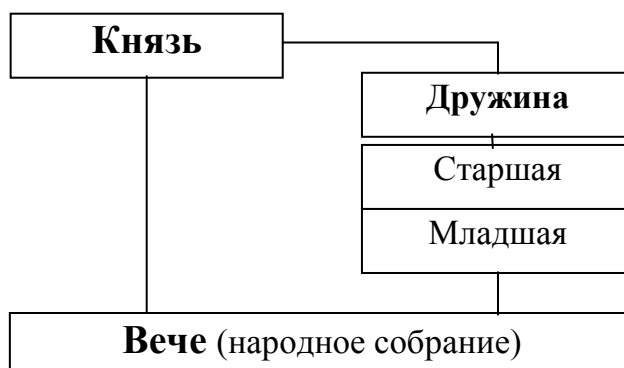 Князь
Дружина
Старшая
Младшая
Вече (народное собрание)